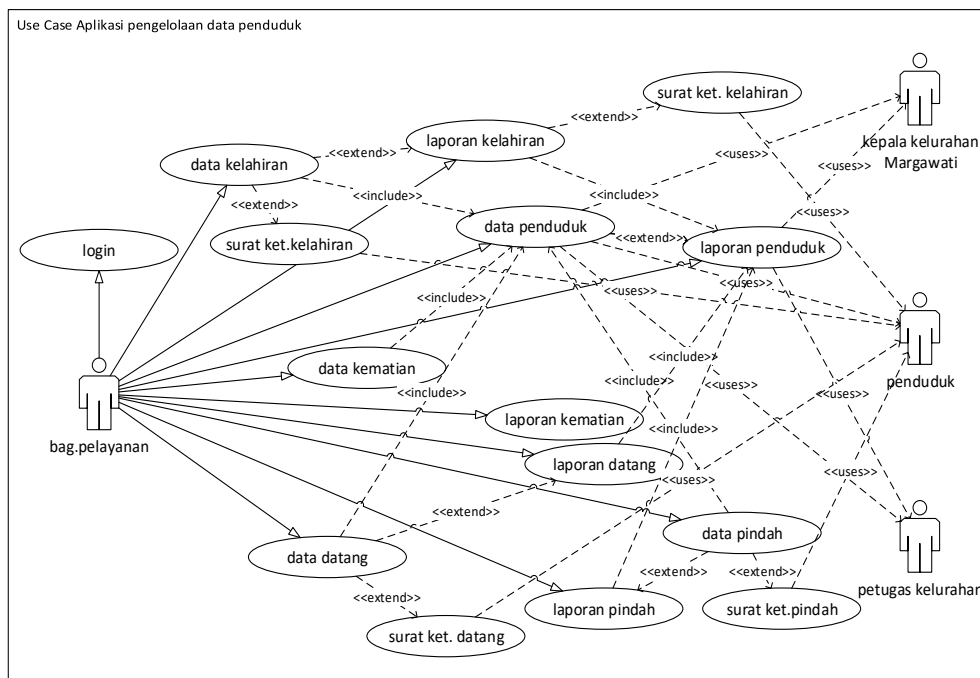 Use Case Aplikasi pengelolaan data penduduk
surat ket. kelahiran
<<extend>>
laporan kelahiran
kepala kelurahan
Margawati
<<extend>>
data kelahiran
<<uses>>
<<uses>>
<<include>>
<<include>>
<<extend>>
data penduduk
<<uses>>
surat ket.kelahiran
<<extend>>
laporan penduduk
login
<<uses>>
<<uses>>
<<include>>
data kematian
<<include>>
penduduk
<<include>>
<<include>>
<<uses>>
<<uses>>
laporan kematian
<<include>>
bag.pelayanan
laporan datang
<<uses>>
<<uses>>
<<extend>>
data pindah
data datang
<<extend>>
<<extend>>
petugas kelurahan
<<extend>>
laporan pindah
surat ket.pindah
surat ket. datang